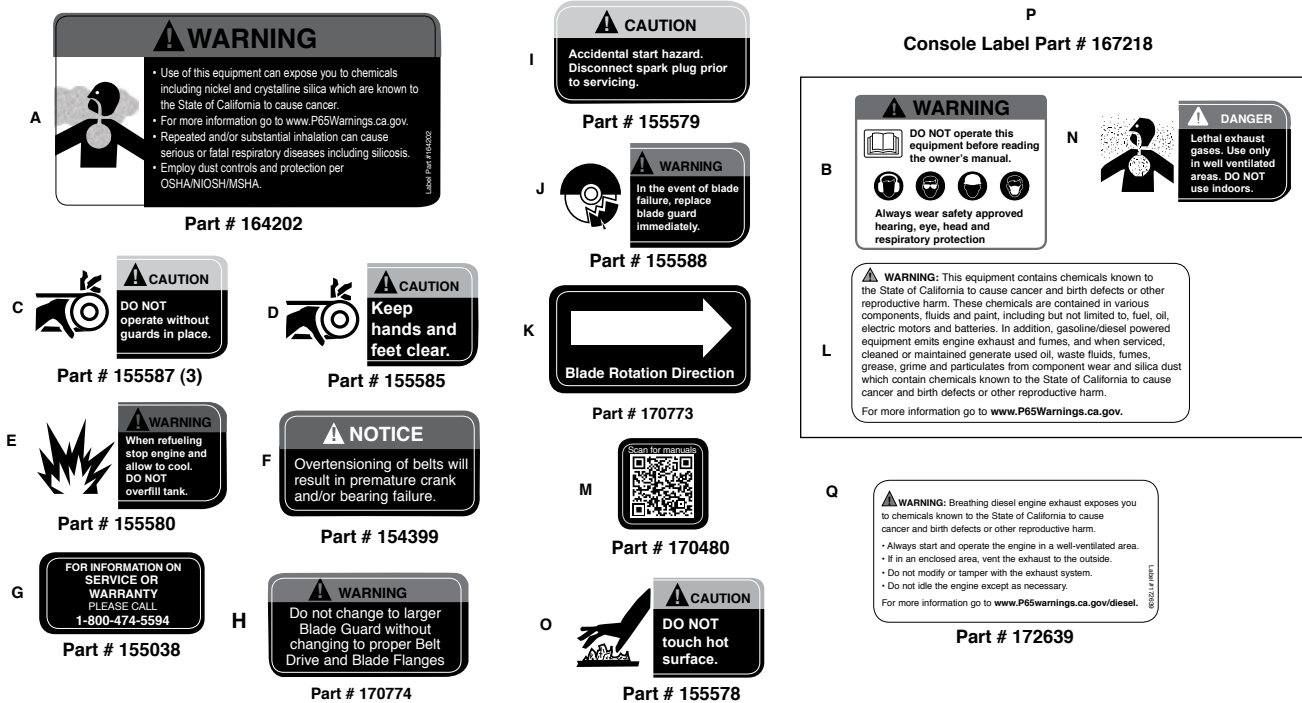 A
WARNING
• Use of this equipment can expose you to chemicals
including nickel and crystalline silica which are known to
the State of California to cause cancer.
• For more information go to www.P65Warnings.ca.gov.
• Repeated and/or substantial inhalation can cause
serious or fatal respiratory diseases including silicosis.
• Employ dust controls and protection per
OSHA/NIOSH/MSHA.
Label Part #164202
Part # 164202
C
CAUTION
DO NOT
operate without
guards in place.
Part # 155587 (3)
D
CAUTION
Keep
hands and
feet clear.
Part # 155585
E
WARNING
When refueling
stop engine and
allow to cool.
DO NOT
overfill tank.
Part # 155580
F
NOTICE
Overtensioning of belts will
result in premature crank
and/or bearing failure.
Part # 154399
G
FOR INFORMATION ON
SERVICE OR
WARRANTY
PLEASE CALL
1-800-474-5594
Part # 155038
H
WARNING
Do not change to larger
Blade Guard without
changing to proper Belt
Drive and Blade Flanges
Part # 170774
I
CAUTION
Accidental start hazard.
Disconnect spark plug prior
to servicing.
Part # 155579
J
WARNING
In the event of blade
failure, replace
blade guard
immediately.
Part # 155588
K
Blade Rotation Direction
Part # 170773
M
Scan for manuals
Part # 170480
O
CAUTION
DO NOT
touch hot
surface.
Part # 155578
P
Console Label Part # 167218
B
WARNING
DO NOT operate this
equipment before reading
the owner's manual.
Always wear safety approved
hearing, eye, head and
respiratory protection
N
DANGER
Lethal exhaust
gases. Use only
in well ventilated
areas. DO NOT
use indoors.
L
WARNING: This equipment contains chemicals known to
the State of California to cause cancer and birth defects or other
reproductive harm. These chemicals are contained in various
components, fluids and paint, including but not limited to, fuel, oil,
electric motors and batteries. In addition, gasoline/diesel powered
equipment emits engine exhaust and fumes, and when serviced,
cleaned or maintained generate used oil, waste fluids, fumes,
grease, grime and particulates from component wear and silica dust
which contain chemicals known to the State of California to cause
cancer and birth defects or other reproductive harm.
For more information go to www.P65Warnings.ca.gov.
Q
WARNING: Breathing diesel engine exhaust exposes you
to chemicals known to the State of California to cause
cancer and birth defects or other reproductive harm.
• Always start and operate the engine in a well-ventilated area.
• If in an enclosed area, vent the exhaust to the outside.
• Do not modify or tamper with the exhaust system.
• Do not idle the engine except as necessary.
For more information go to www.P65warnings.ca.gov/diesel.
Label #172639
Part # 172639